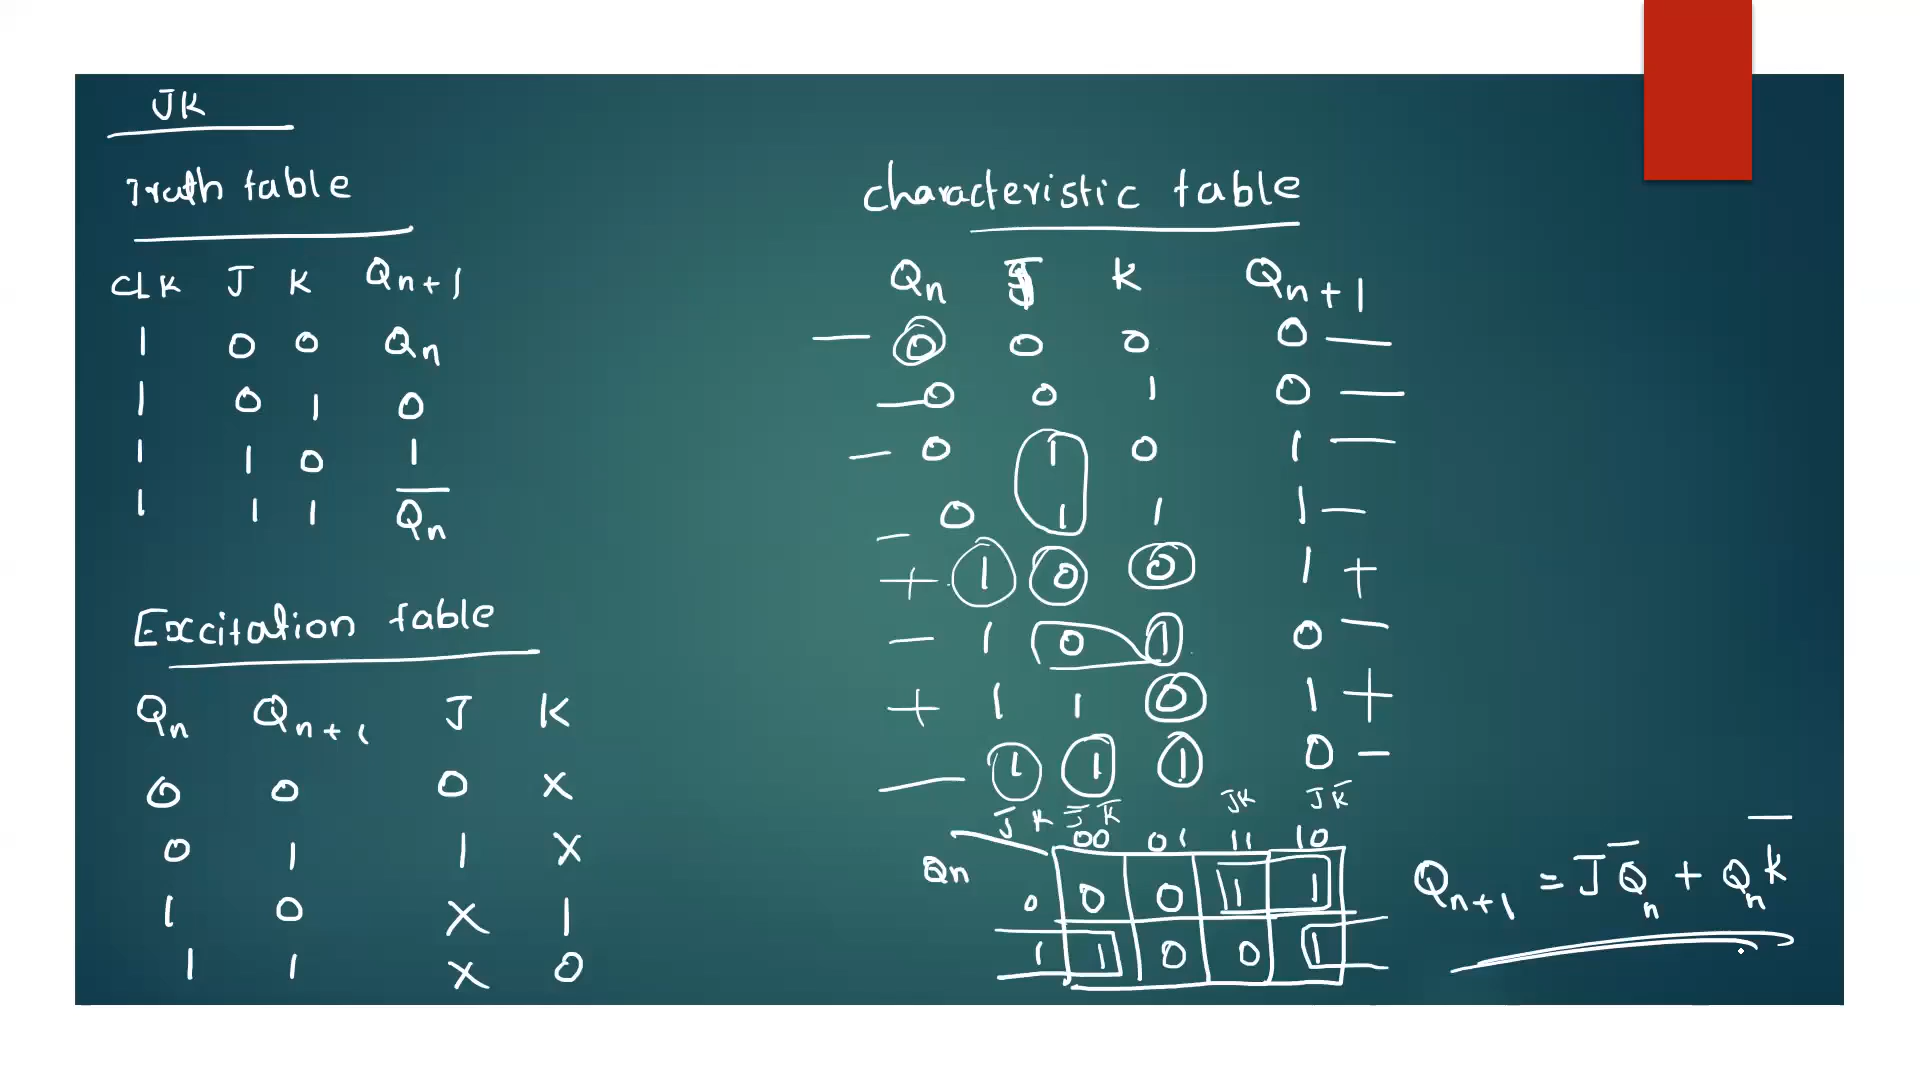 JK
Truth table
CLK J K Qn+1
1 0 0 Qn
1 0 1 0
1 1 0 1
1 1 1 Q̅n
Excitation table
Qn Qn+1 J K
0 0 0 X
0 1 1 X
1 0 X 1
1 1 X 0
characteristic table
Qn J K Qn+1
— 0 0 0 0 —
— 0 0 1 0 —
— 0 1 0 1 —
— 0 1 1 1 —
+ 1 0 0 1 +
— 1 0 1 0 —
+ 1 1 0 1 +
— 1 1 1 0 —
J̅ K J̅ K̅ JK J K̅
00 01 11 10
Qn
0 0 0 1 1
1 1 0 0 1
Qn+1 = J Q̅n + Qn K̅